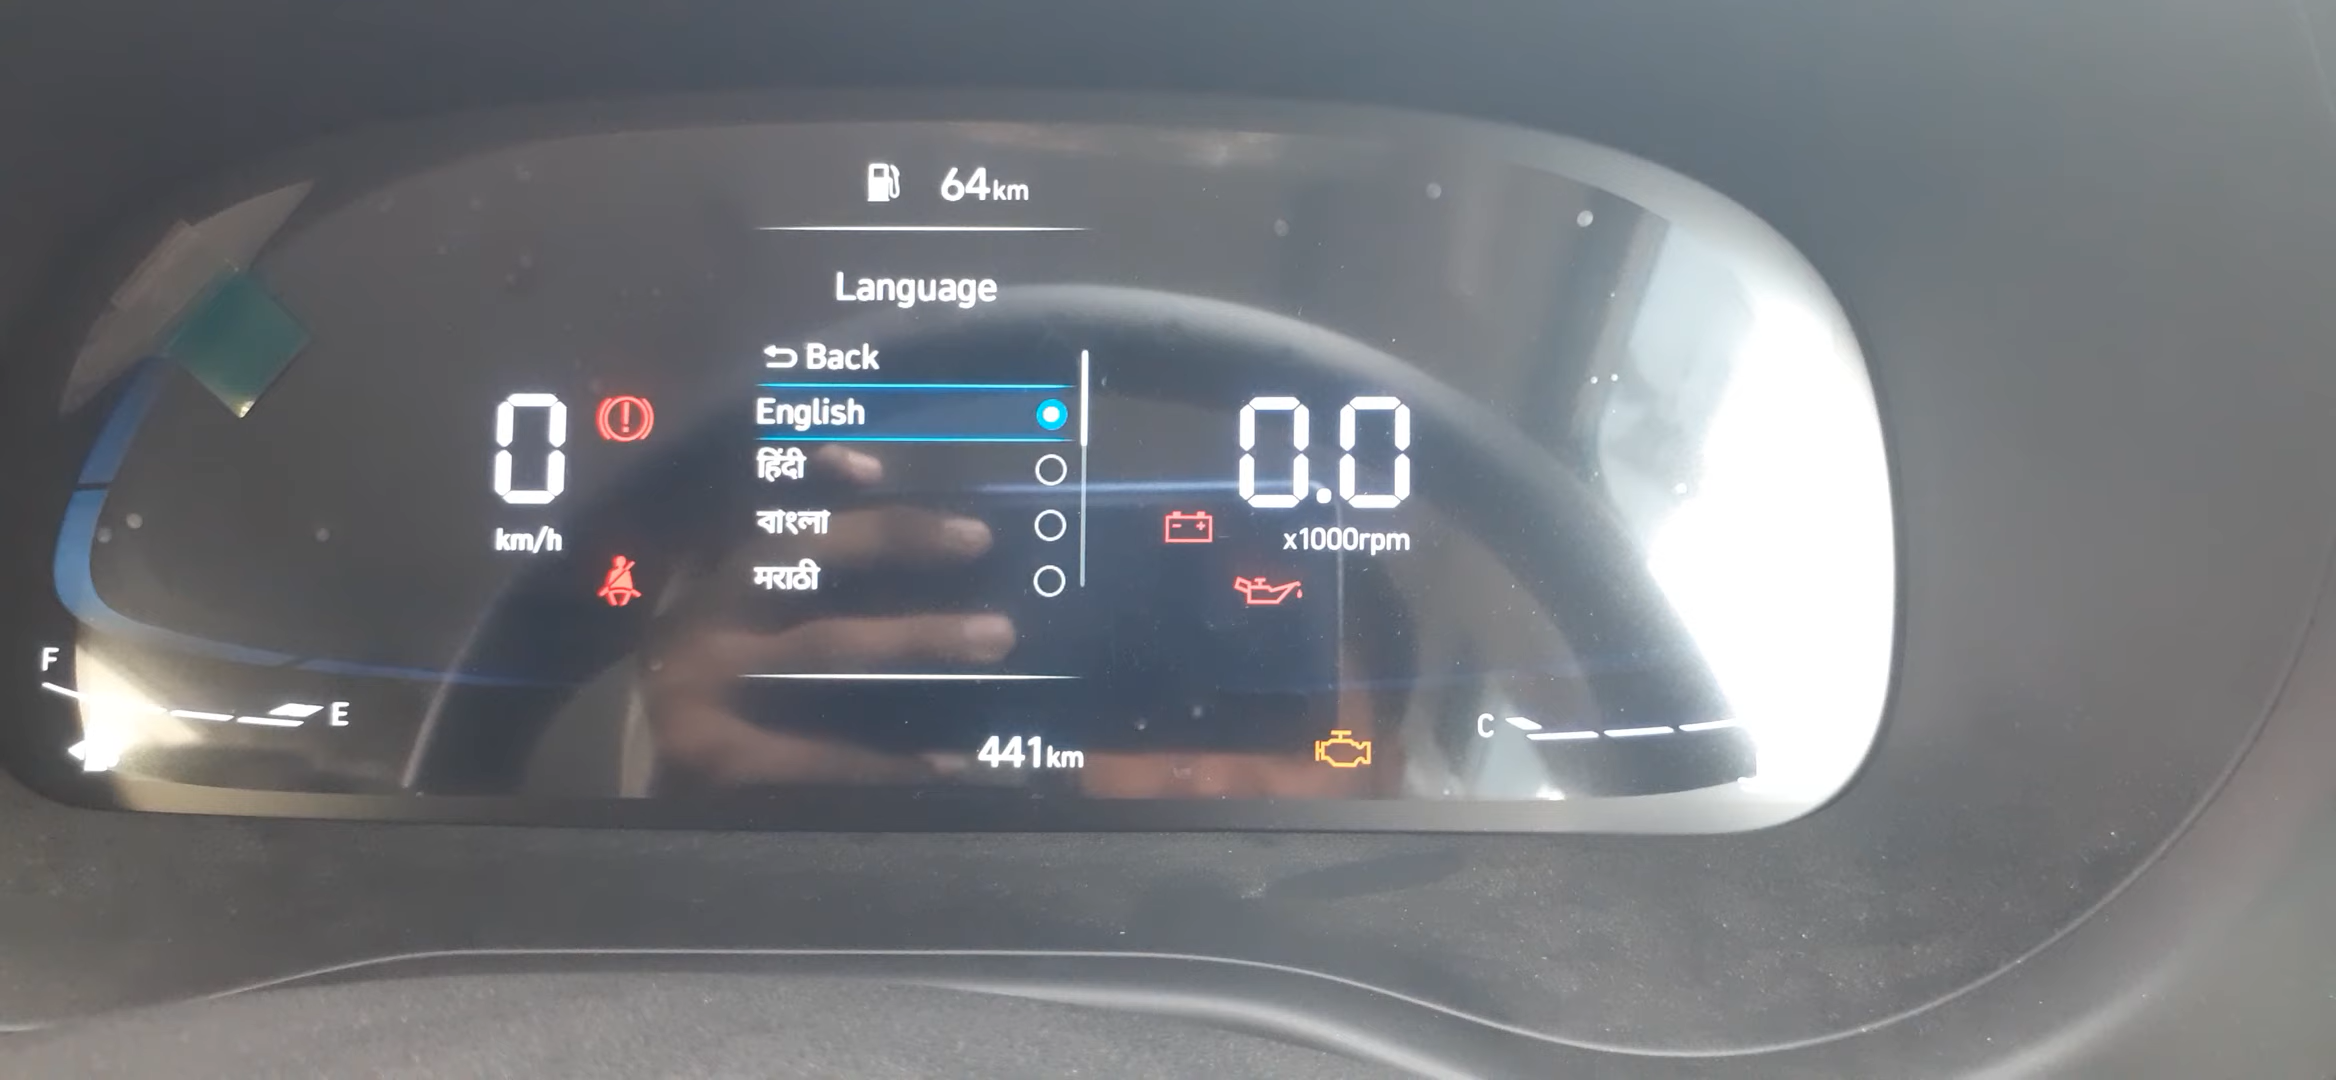 64km
Language
Back
English
हिंदी
বাংলা
मराठी
0
km/h
0.0
x1000rpm
F
E
C
441km